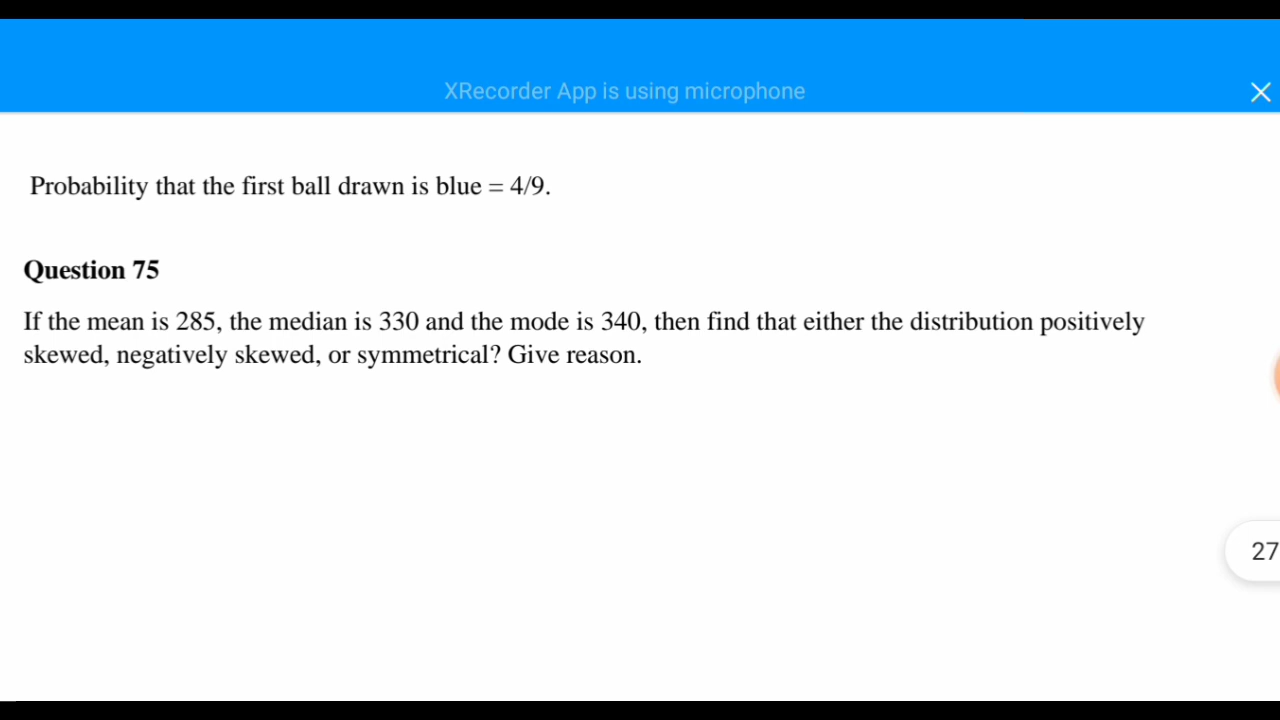 XRecorder App is using microphone
Probability that the first ball drawn is blue = 4/9.
Question 75
If the mean is 285, the median is 330 and the mode is 340, then find that either the distribution positively
skewed, negatively skewed, or symmetrical? Give reason.
27